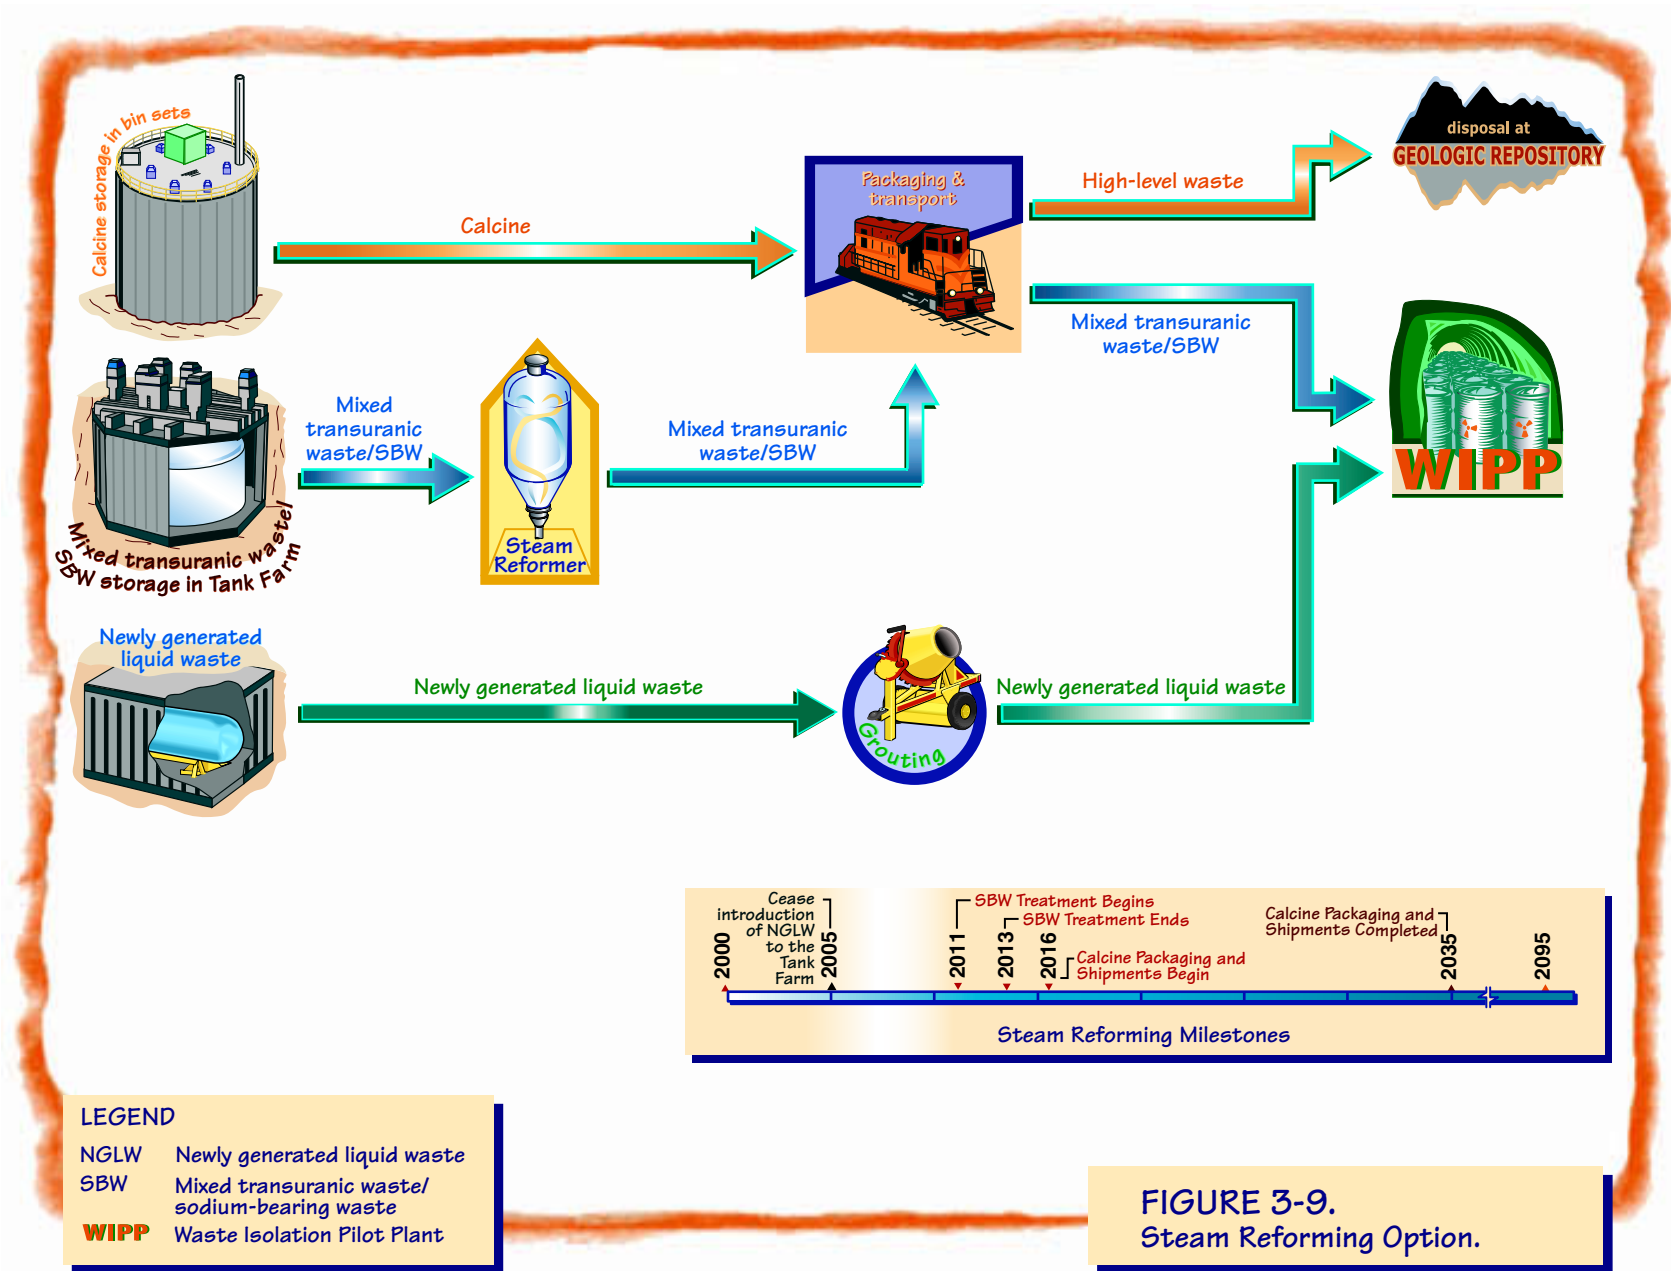 Calcine storage in bin sets
Calcine
Packaging &
transport
High-level waste
disposal at
GEOLOGIC REPOSITORY
Mixed transuranic
waste/SBW
WIPP
Mixed transuranic waste/
SBW storage in Tank Farm
Mixed
transuranic
waste/SBW
Steam
Reformer
Mixed transuranic
waste/SBW
Newly generated
liquid waste
Newly generated liquid waste
Grouting
Newly generated liquid waste
2000
Cease
introduction
of NGLW
to the
Tank
Farm
2005
2011
SBW Treatment Begins
2013
SBW Treatment Ends
2016
Calcine Packaging and
Shipments Begin
Calcine Packaging and
Shipments Completed
2035
2095
Steam Reforming Milestones
LEGEND
NGLW Newly generated liquid waste
SBW Mixed transuranic waste/
sodium-bearing waste
WIPP Waste Isolation Pilot Plant
FIGURE 3-9.
Steam Reforming Option.